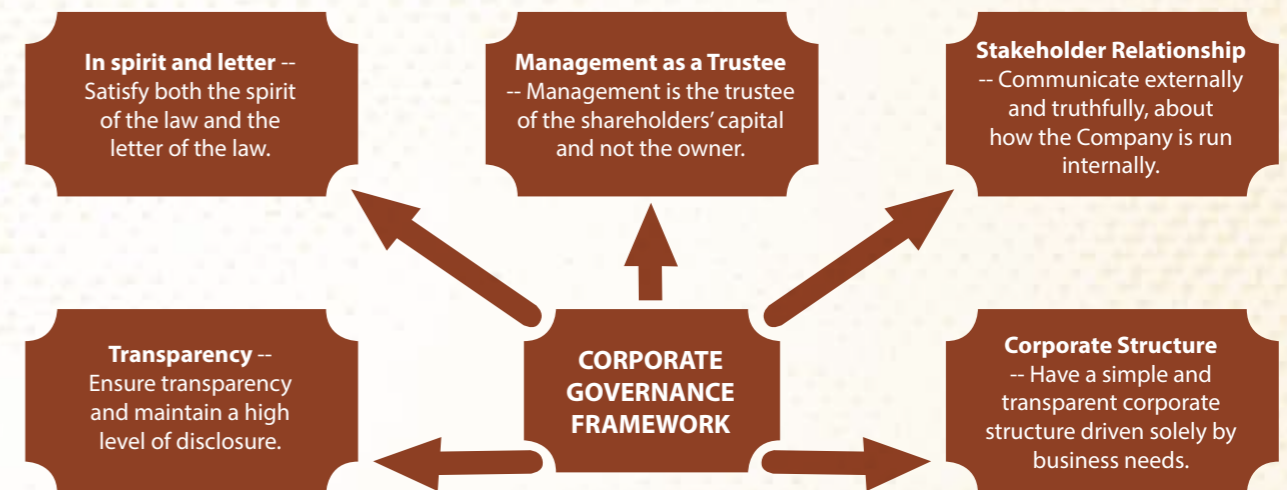 In spirit and letter --
Satisfy both the spirit
of the law and the
letter of the law.
Management as a Trustee
-- Management is the trustee
of the shareholders’ capital
and not the owner.
Stakeholder Relationship
-- Communicate externally
and truthfully, about
how the Company is run
internally.
Transparency --
Ensure transparency
and maintain a high
level of disclosure.
CORPORATE
GOVERNANCE
FRAMEWORK
Corporate Structure
-- Have a simple and
transparent corporate
structure driven solely by
business needs.